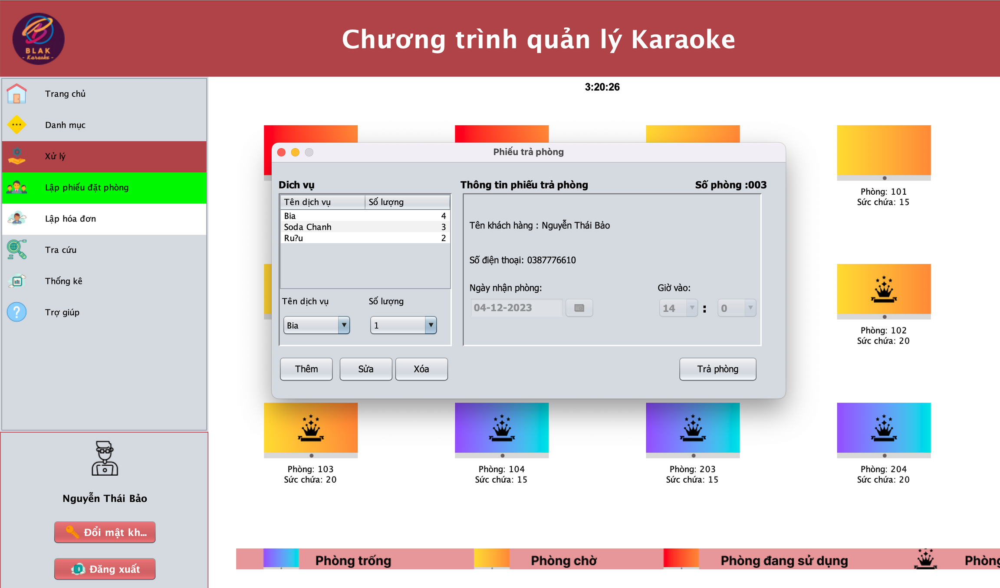 BLAK
- Karaoke -
Chương trình quản lý Karaoke
Trang chủ
Danh mục
Xử lý
Lập phiếu đặt phòng
Lập hóa đơn
Tra cứu
Thống kê
Trợ giúp
Nguyễn Thái Bảo
Đổi mật kh...
Đăng xuất
3:20:26
Phiếu trả phòng
Dich vụ
Tên dịch vụ Số lượng
Bia 4
Soda Chanh 3
Ru?u 2
Tên dịch vụ Số lượng
Bia 1
Thêm Sửa Xóa
Thông tin phiếu trả phòng Số phòng :003
Tên khách hàng : Nguyễn Thái Bảo
Số điện thoại: 0387776610
Ngày nhận phòng: Giờ vào:
04-12-2023 14 : 0
Trả phòng
Phòng: 101
Sức chứa: 15
Phòng: 102
Sức chứa: 20
Phòng: 103
Sức chứa: 20
Phòng: 104
Sức chứa: 15
Phòng: 203
Sức chứa: 15
Phòng: 204
Sức chứa: 20
Phòng trống Phòng chờ Phòng đang sử dụng Phòng